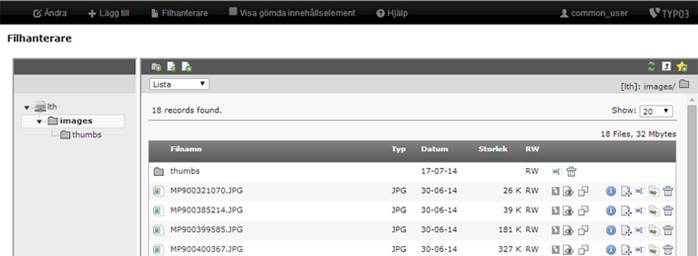 Ändra Lägg till Filhanterare Visa gömda innehållselement Hjälp common_user TYPO3
Filhanterare
Lista [lth]: images/
18 records found. Show: 20
18 Files, 32 Mbytes
lth
images
thumbs
Filnamn Typ Datum Storlek RW
thumbs 17-07-14 RW
MP900321070.JPG JPG 30-06-14 26 K RW
MP900385214.JPG JPG 30-06-14 39 K RW
MP900399585.JPG JPG 30-06-14 181 K RW
MP900400367.JPG JPG 30-06-14 327 K RW